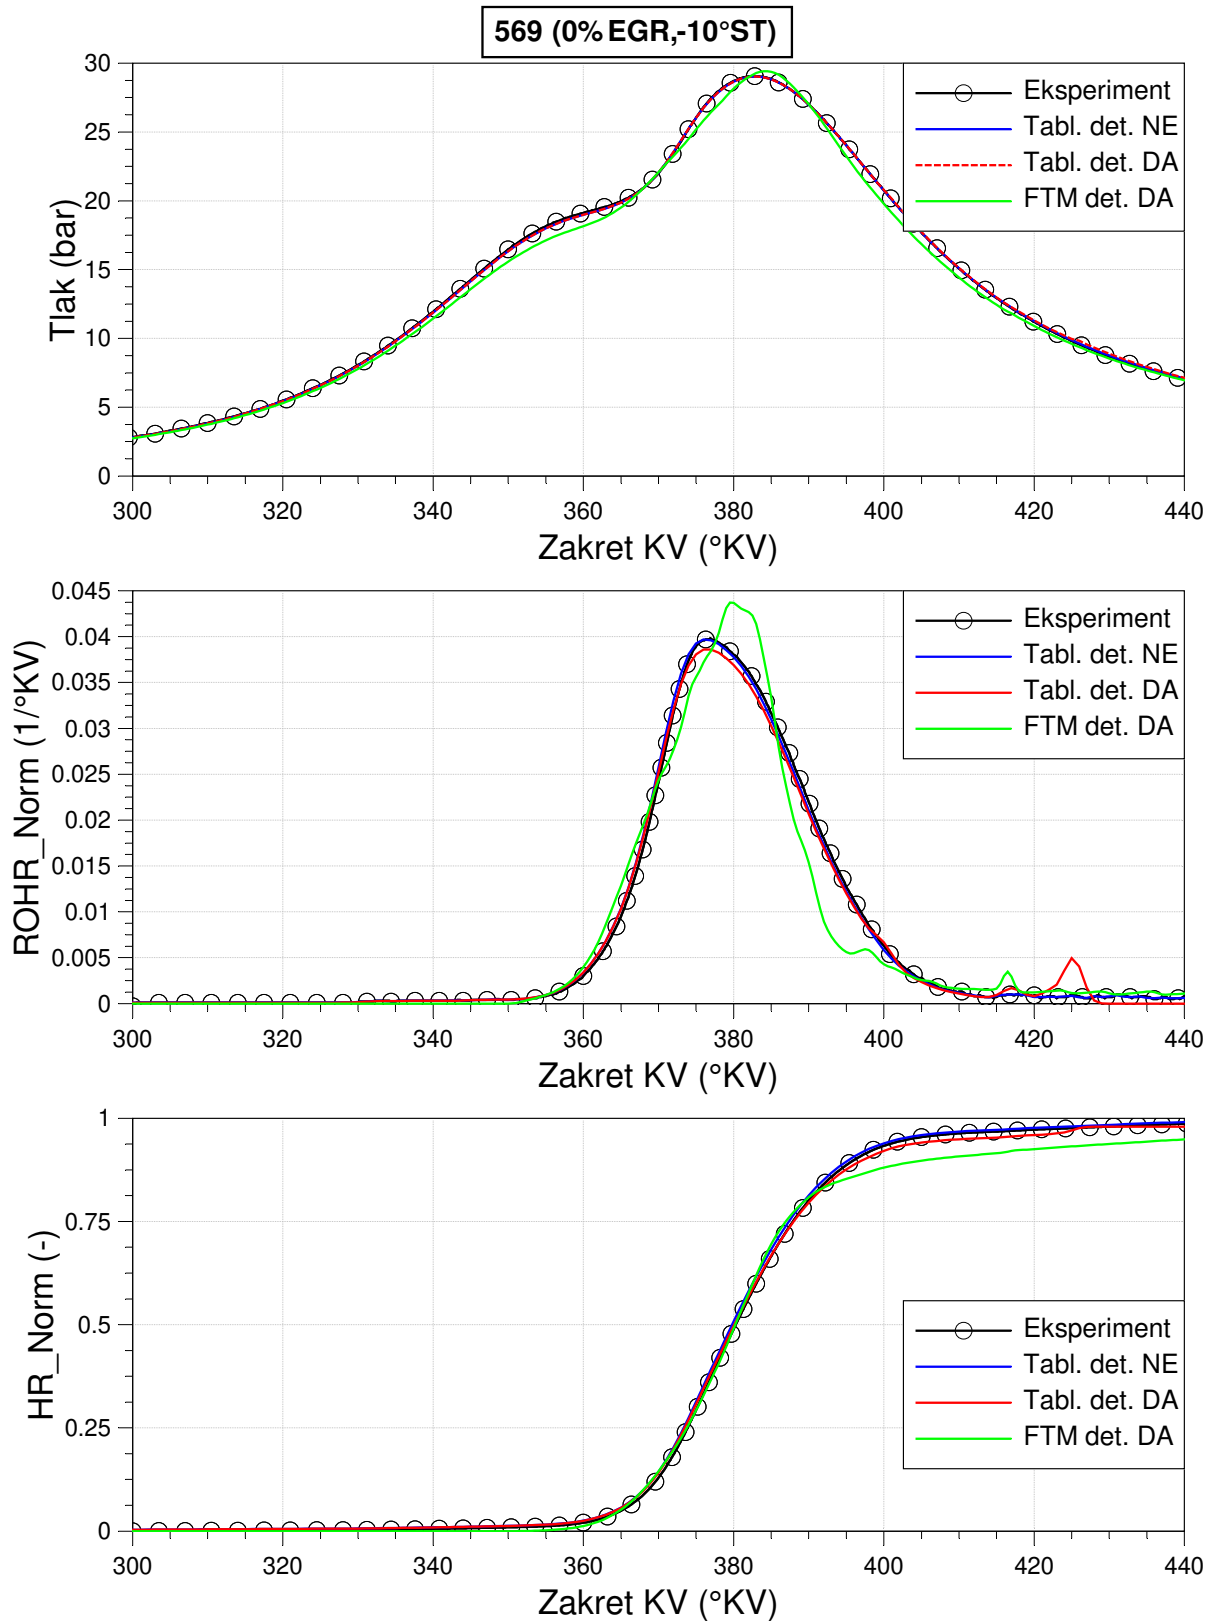 569 (0% EGR,-10°ST)
30
25
20
15
10
5
0
Tlak (bar)
Eksperiment
Tabl. det. NE
Tabl. det. DA
FTM det. DA
300 320 340 360 380 400 420 440
Zakret KV (°KV)
0.045
0.04
0.035
0.03
0.025
0.02
0.015
0.01
0.005
0
ROHR_Norm (1/°KV)
Eksperiment
Tabl. det. NE
Tabl. det. DA
FTM det. DA
300 320 340 360 380 400 420 440
Zakret KV (°KV)
1
0.75
0.5
0.25
0
HR_Norm (-)
Eksperiment
Tabl. det. NE
Tabl. det. DA
FTM det. DA
300 320 340 360 380 400 420 440
Zakret KV (°KV)